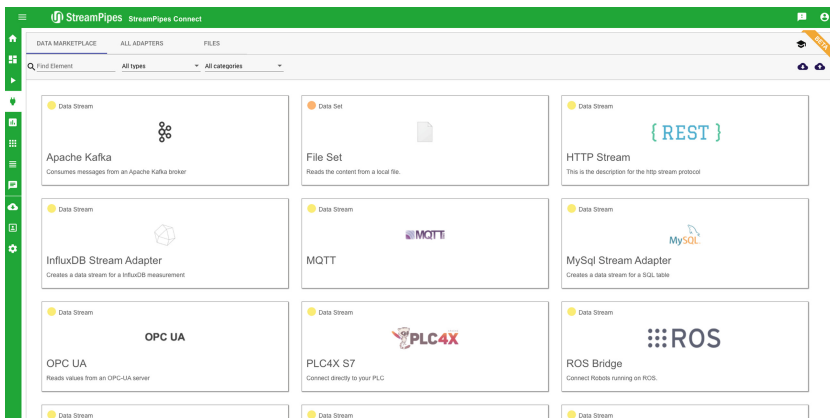 StreamPipes StreamPipes Connect
BETA
DATA MARKETPLACE ALL ADAPTERS FILES
Find Element All types All categories
Data Stream
Apache Kafka
Consumes messages from an Apache Kafka broker
Data Set
File Set
Reads the content from a local file.
Data Stream
{ REST }
HTTP Stream
This is the description for the http stream protocol
Data Stream
InfluxDB Stream Adapter
Creates a data stream for a InfluxDB measurement
Data Stream
MQTT
MQTT
Data Stream
MySQL
MySql Stream Adapter
Creates a data stream for a SQL table
Data Stream
OPC UA
OPC UA
Reads values from an OPC-UA server
Data Stream
PLC4X
PLC4X S7
Connect directly to your PLC
Data Stream
ROS
ROS Bridge
Connect Robots running on ROS.
Data Stream
Data Stream
Data Stream